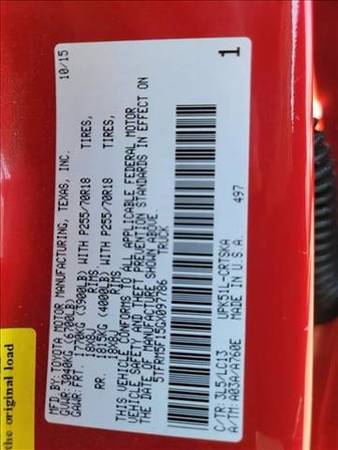 MFD.BY:TOYOTA MOTOR MANUFACTURING, TEXAS, INC. 10/15
GVWR:3040KG (6700LB)
GAWR:FRT. 1770KG (3900LB) WITH P255/70R18 TIRES,
18X8J RIMS
RR. 1815KG (4000LB) WITH P255/70R18 TIRES,
18X8J RIMS
THIS VEHICLE CONFORMS TO ALL APPLICABLE FEDERAL MOTOR
VEHICLE SAFETY AND THEFT PREVENTION STANDARDS IN EFFECT ON
THE DATE OF MANUFACTURE SHOWN ABOVE.
5TFRM5F15GX097786 TRUCK
497
C/TR: 3L5/LC13 UPK51L-CRTSKA
A/TM: A03A/A760E MADE IN U.S.A.
1
the original load